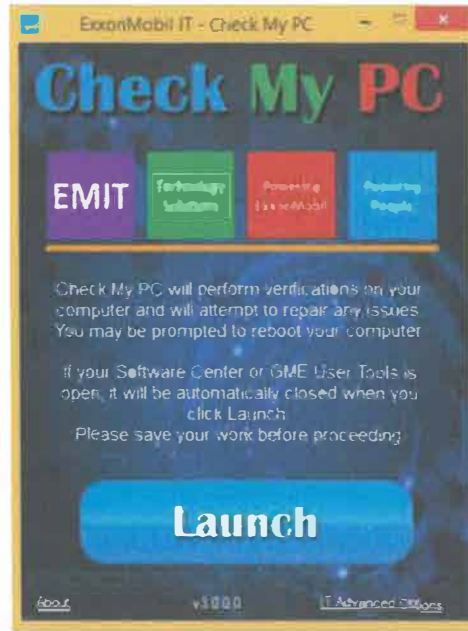 ExxonMobil IT - Check My PC
Check My PC
EMIT
Technology
Solutions
Powering
ExxonMobil
Powering
People
Check My PC will perform verifications on your
computer and will attempt to repair any issues
You may be prompted to reboot your computer
If your Software Center or GME User Tools is
open, it will be automatically closed when you
click Launch
Please save your work before proceeding
Launch
About
IT Advanced Options